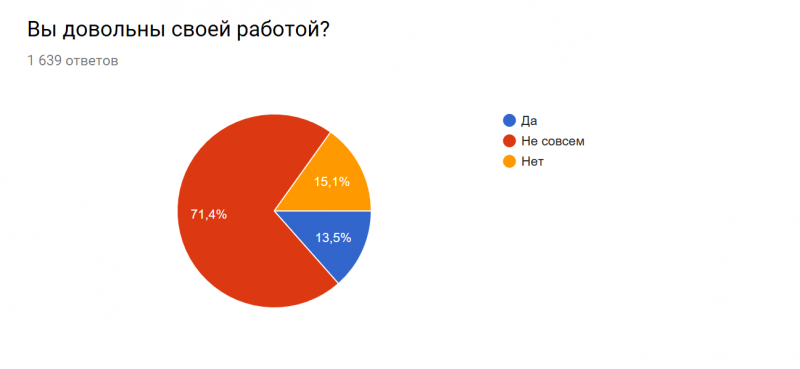 Вы довольны своей работой?
1 639 ответов
Да
Не совсем
Нет
15,1%
71,4%
13,5%